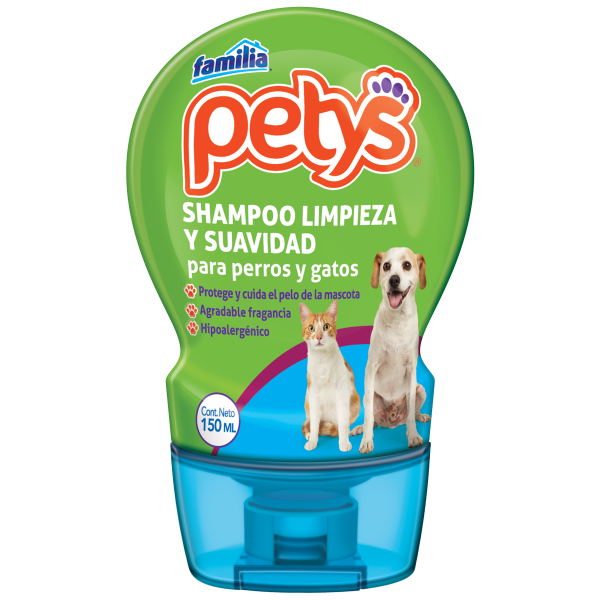 familia
petys®
SHAMPOO LIMPIEZA
Y SUAVIDAD
para perros y gatos
Protege y cuida el pelo de la mascota
Agradable fragancia
Hipoalergénico
Cont. Neto
150 ML